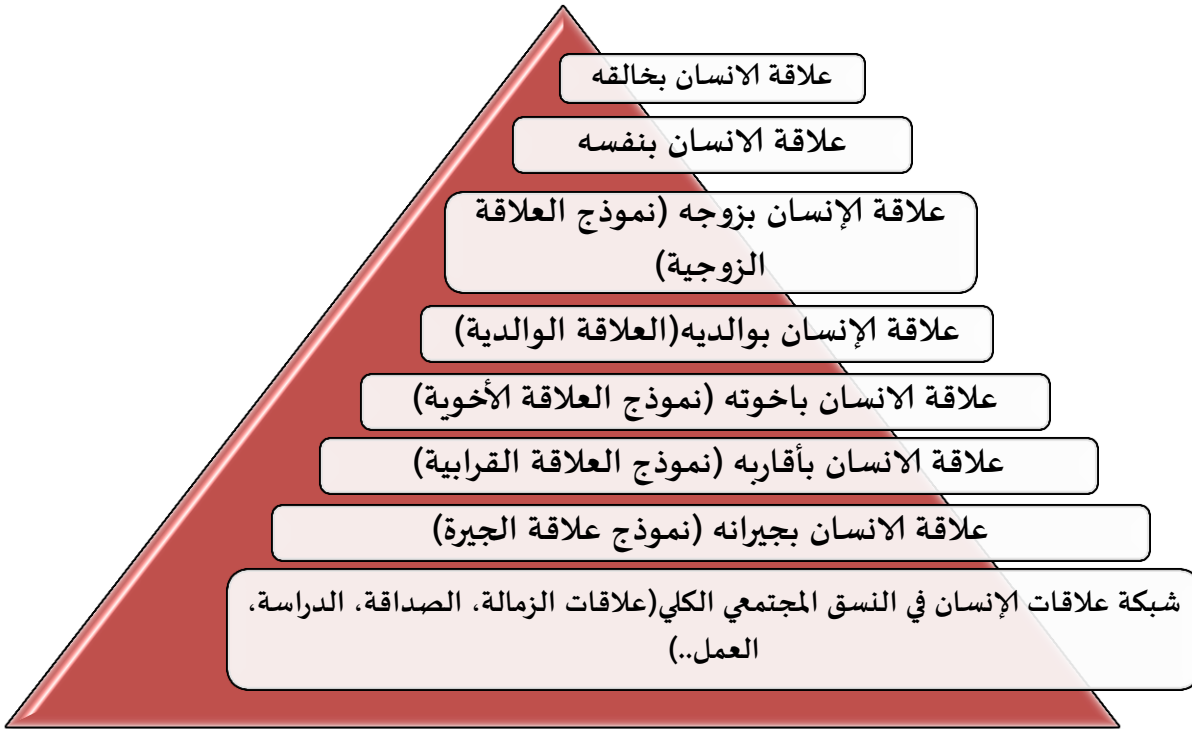 علاقة الانسان بخالقه
علاقة الانسان بنفسه
علاقة الإنسان بزوجه (نموذج العلاقة
الزوجية)
علاقة الإنسان بوالديه(العلاقة الوالدية)
علاقة الانسان باخوته (نموذج العلاقة الأخوية)
علاقة الانسان بأقاربه (نموذج العلاقة القرابية)
علاقة الانسان بجيرانه (نموذج علاقة الجيرة)
شبكة علاقات الإنسان في النسق المجتمعي الكلي(علاقات الزمالة، الصداقة، الدراسة،
العمل..)